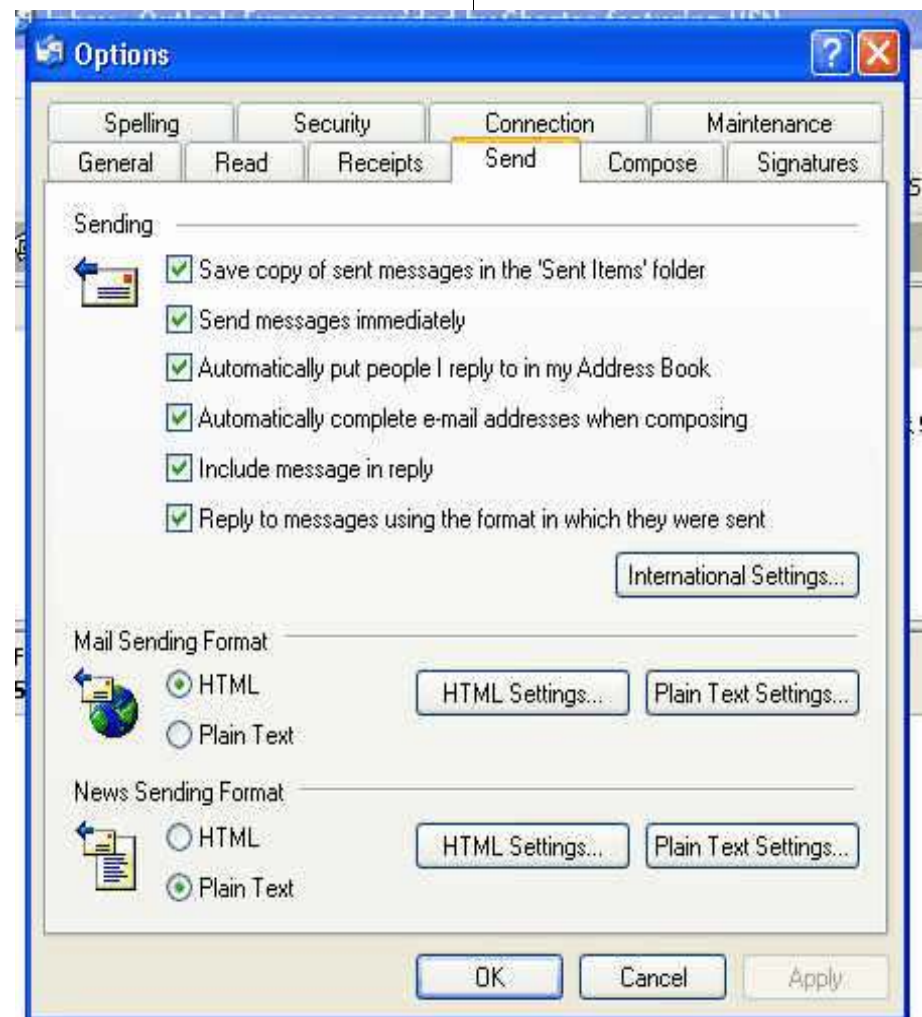 Options
Spelling Security Connection Maintenance
General Read Receipts Send Compose Signatures
Sending
Save copy of sent messages in the 'Sent Items' folder
Send messages immediately
Automatically put people I reply to in my Address Book
Automatically complete e-mail addresses when composing
Include message in reply
Reply to messages using the format in which they were sent
International Settings...
Mail Sending Format
HTML HTML Settings... Plain Text Settings...
Plain Text
News Sending Format
HTML HTML Settings... Plain Text Settings...
Plain Text
OK Cancel Apply